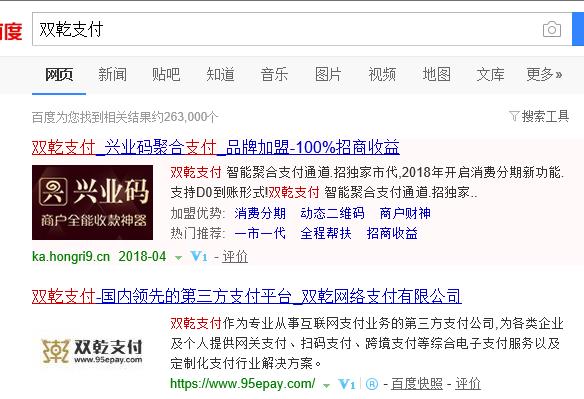 百度
双乾支付
网页 新闻 贴吧 知道 音乐 图片 视频 地图 文库 更多»
百度为您找到相关结果约263,000个 搜索工具
双乾支付_兴业码聚合支付_品牌加盟-100%招商收益
兴业码
商户全能收款神器
双乾支付 智能聚合支付通道.招独家市代,2018年开启消费分期新功能.
支持D0到账形式!双乾支付 智能聚合支付通道.招独家..
加盟优势: 消费分期 动态二维码 商户财神
热门推荐: 一市一代 全程帮扶 招商收益
ka.hongri9.cn 2018-04 V1 - 评价
双乾支付-国内领先的第三方支付平台_双乾网络支付有限公司
双乾支付
www.95epay.com/
双乾支付作为专业从事互联网支付业务的第三方支付公司,为各类企业
及个人提供网关支付、扫码支付、跨境支付等综合电子支付服务以及
定制化支付行业解决方案。
https://www.95epay.com/ V1 ® - 百度快照 - 评价